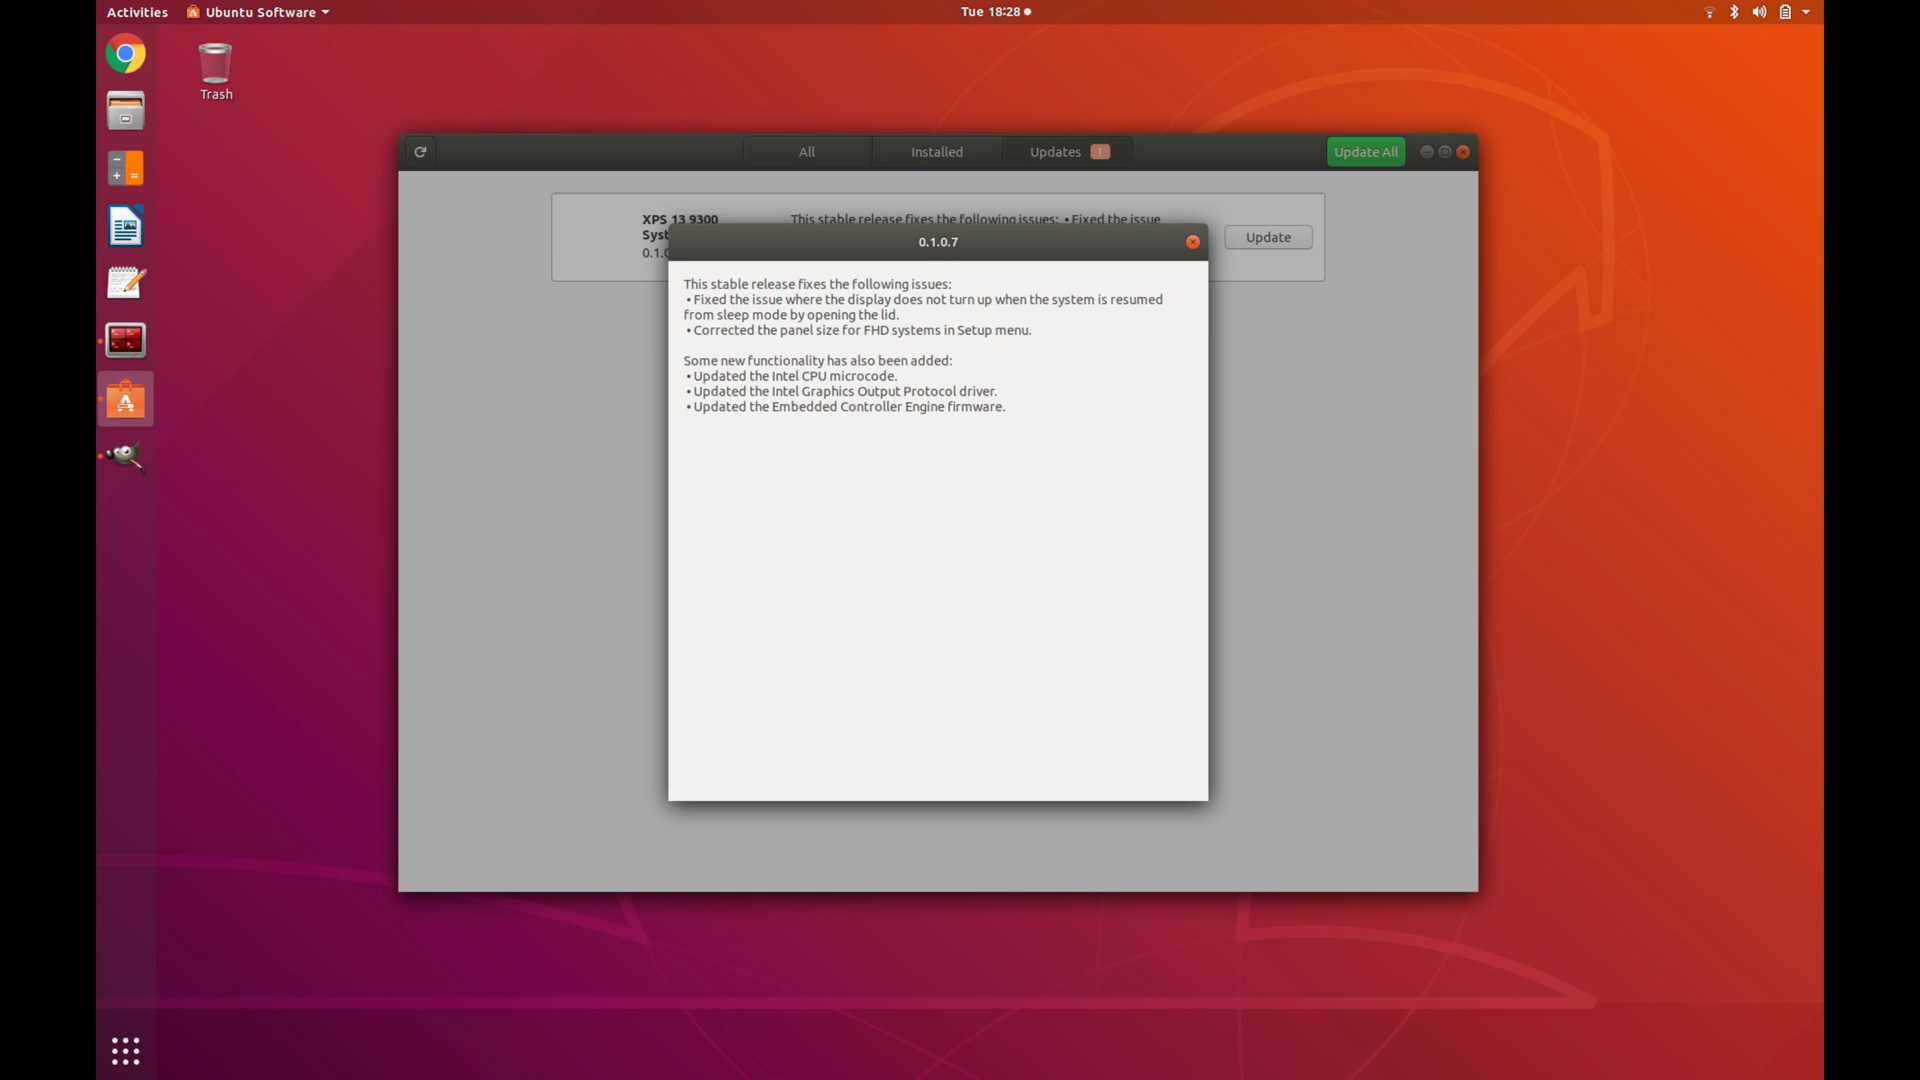 Activities Ubuntu Software Tue 18:28
Trash
All Installed Updates 1 Update All
XPS 13 9300 This stable release fixes the following issues: • Fixed the issue
Syst
0.1.0
Update
0.1.0.7
This stable release fixes the following issues:
• Fixed the issue where the display does not turn up when the system is resumed
from sleep mode by opening the lid.
• Corrected the panel size for FHD systems in Setup menu.
Some new functionality has also been added:
• Updated the Intel CPU microcode.
• Updated the Intel Graphics Output Protocol driver.
• Updated the Embedded Controller Engine firmware.